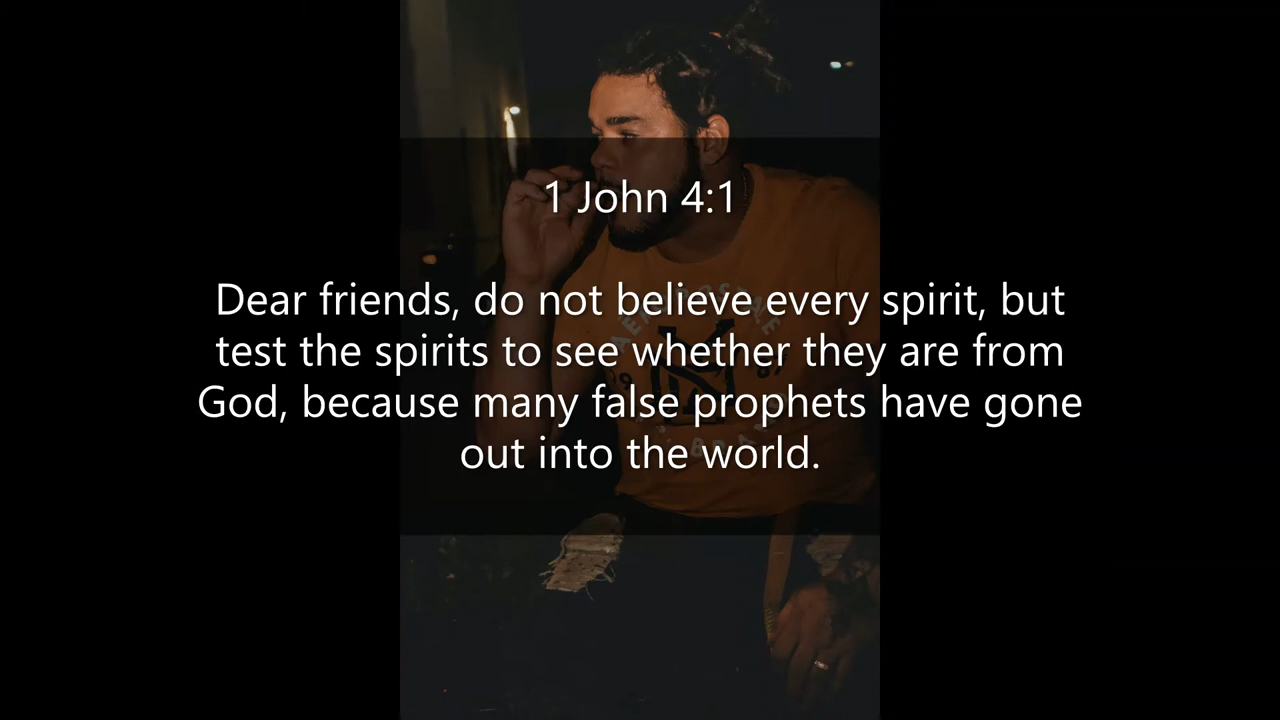 1 John 4:1
Dear friends, do not believe every spirit, but
test the spirits to see whether they are from
God, because many false prophets have gone
out into the world.